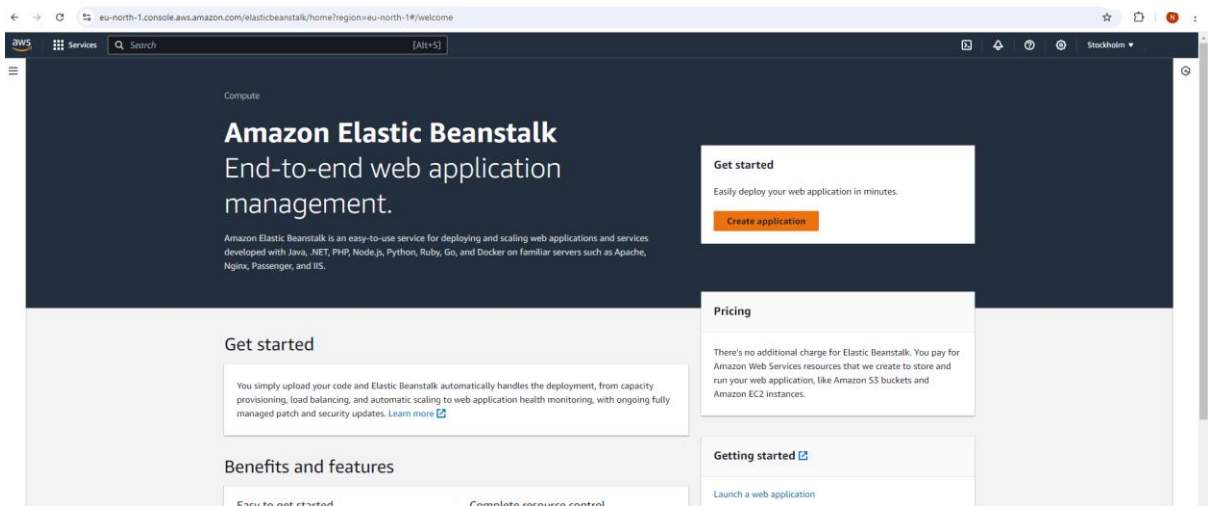 eu-north-1.console.aws.amazon.com/elasticbeanstalk/home?region=eu-north-1#/welcome
N
aws
Services
Search
[Alt+S]
Stockholm
Compute
Amazon Elastic Beanstalk
End-to-end web application
management.
Amazon Elastic Beanstalk is an easy-to-use service for deploying and scaling web applications and services
developed with Java, .NET, PHP, Node.js, Python, Ruby, Go, and Docker on familiar servers such as Apache,
Nginx, Passenger, and IIS.
Get started
Easily deploy your web application in minutes.
Create application
Pricing
There's no additional charge for Elastic Beanstalk. You pay for
Amazon Web Services resources that we create to store and
run your web application, like Amazon S3 buckets and
Amazon EC2 instances.
Get started
You simply upload your code and Elastic Beanstalk automatically handles the deployment, from capacity
provisioning, load balancing, and automatic scaling to web application health monitoring, with ongoing fully
managed patch and security updates. Learn more
Getting started
Launch a web application
Benefits and features
Easy to get started
Complete resource control